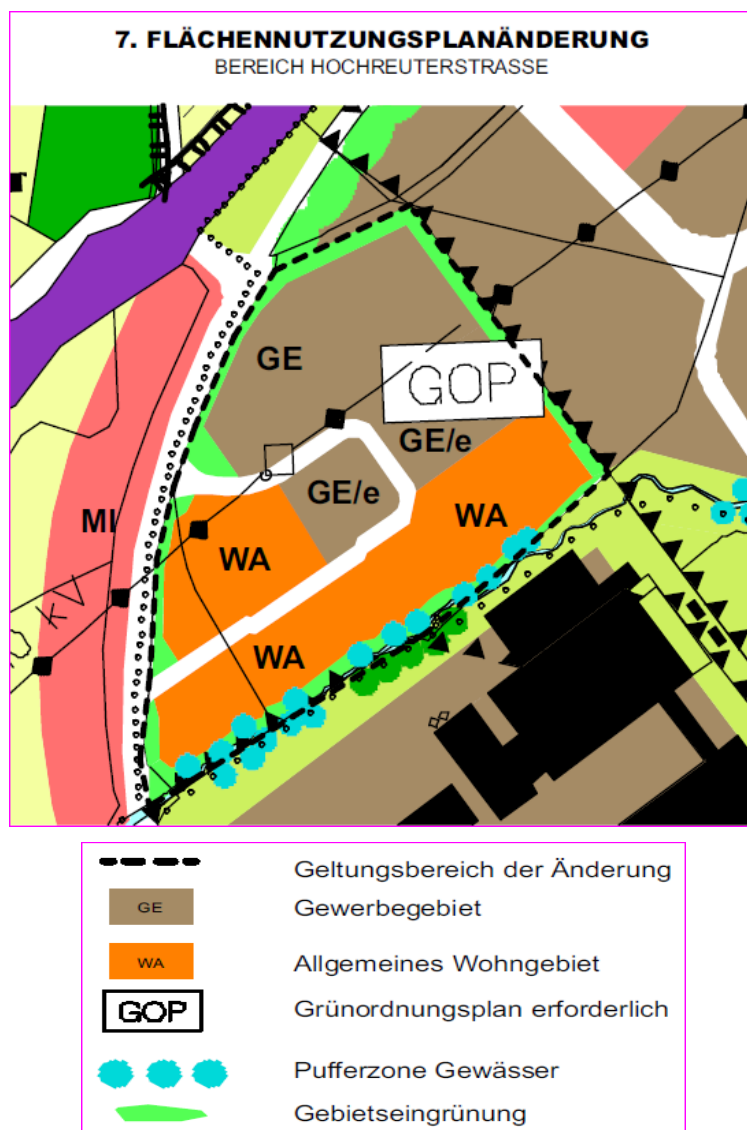 7. FLÄCHENNUTZUNGSPLANÄNDERUNG
BEREICH HOCHREUTERSTRASSE
GE
GOP
GE/e
GE/e
WA
MI
WA
kV
WA
Geltungsbereich der Änderung
GE
Gewerbegebiet
WA
Allgemeines Wohngebiet
GOP
Grünordnungsplan erforderlich
Pufferzone Gewässer
Gebietseingrünung